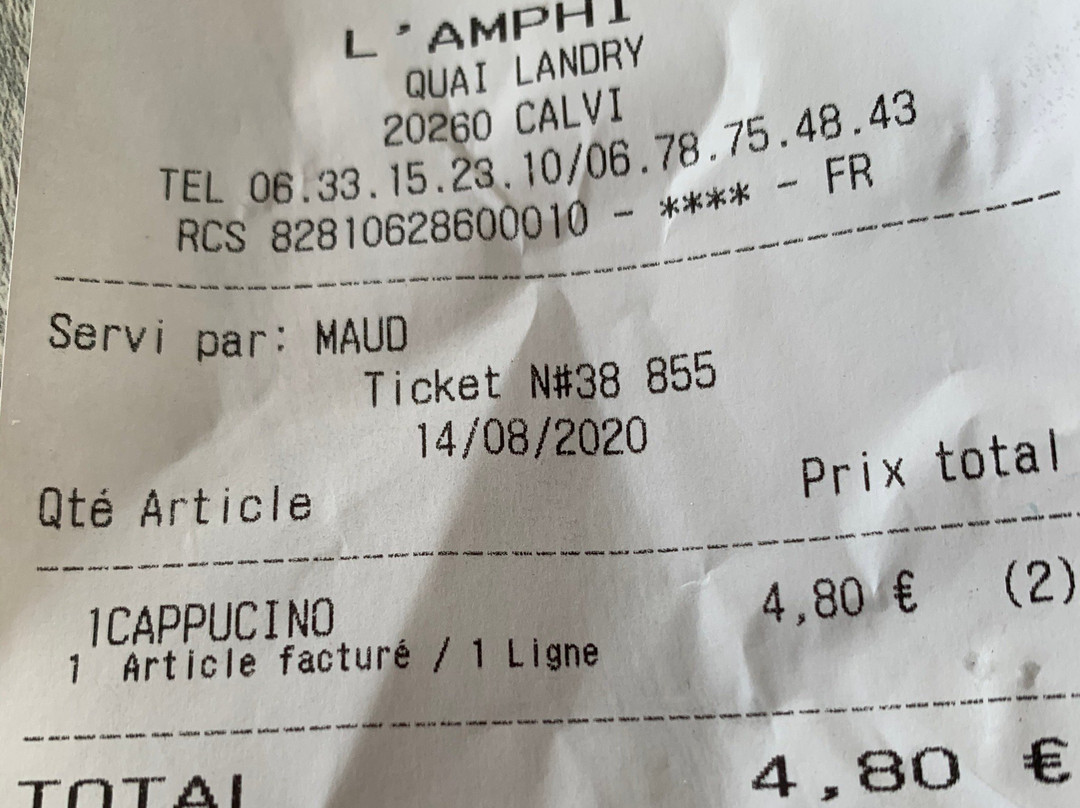 L'AMPHI
QUAI LANDRY
20260 CALVI
TEL 06.33.15.23.10/06.78.75.48.43
RCS 82810628600010 - **** - FR
Servi par: MAUD
Ticket N#38 855
14/08/2020
Qté Article Prix total
1CAPPUCINO 4,80 € (2)
1 Article facturé / 1 Ligne
TOTAL 4,80 €